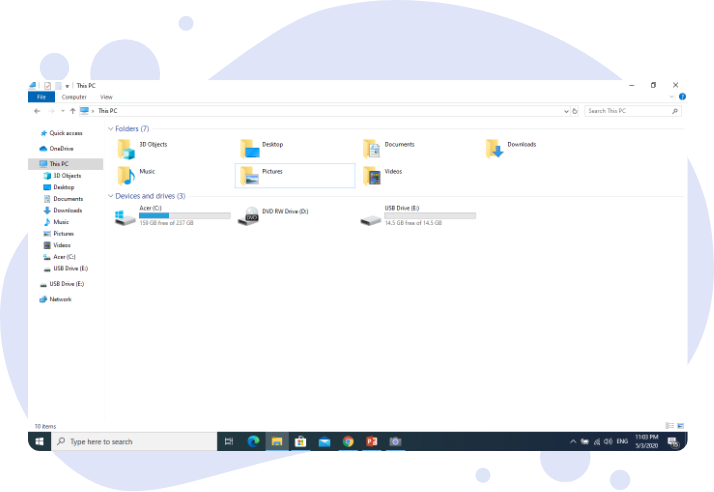 This PC
File Computer View
This PC
Search This PC
Quick access
OneDrive
This PC
3D Objects
Desktop
Documents
Downloads
Music
Pictures
Videos
Acer (C:)
USB Drive (E:)
USB Drive (E:)
Network
Folders (7)
3D Objects
Desktop
Documents
Downloads
Music
Pictures
Videos
Devices and drives (3)
Acer (C:)
159 GB free of 237 GB
DVD RW Drive (D:)
DVD
USB Drive (E:)
14.5 GB free of 14.5 GB
10 items
Type here to search
ENG
11:03 PM
5/3/2020